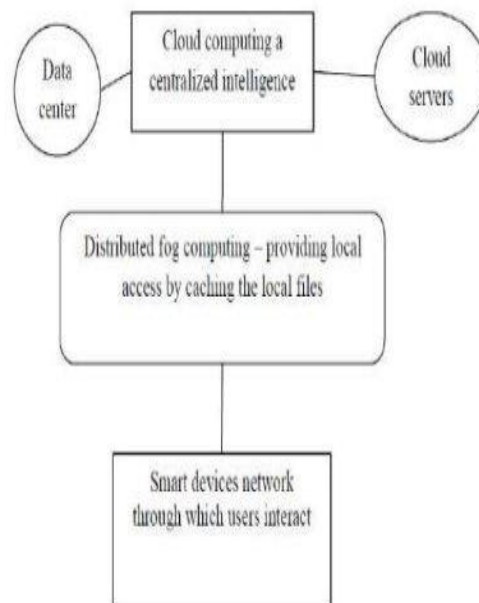 Cloud computing a
centralized intelligence
Data
center
Cloud
servers
Distributed fog computing – providing local
access by caching the local files
Smart devices network
through which users interact